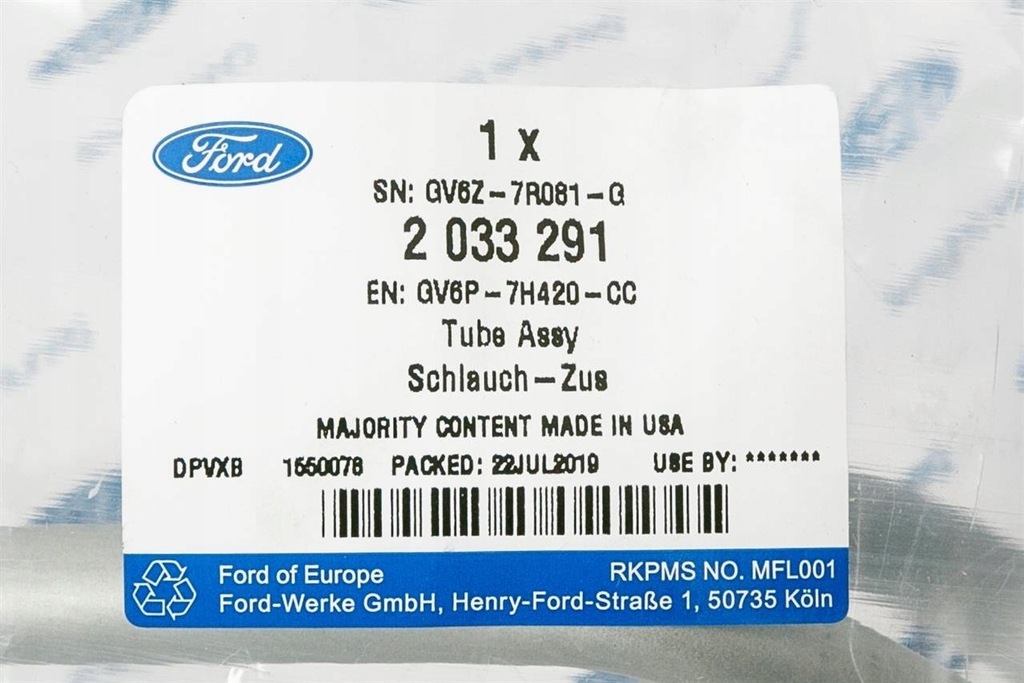 Ford
1 x
SN: GV6Z-7R081-G
2 033 291
EN: GV6P-7H420-CC
Tube Assy
Schlauch-Zus
MAJORITY CONTENT MADE IN USA
DPVXB 1550078 PACKED: 22JUL2019 USE BY: *******
Ford of Europe RKPMS NO. MFL001
Ford-Werke GmbH, Henry-Ford-Straße 1, 50735 Köln